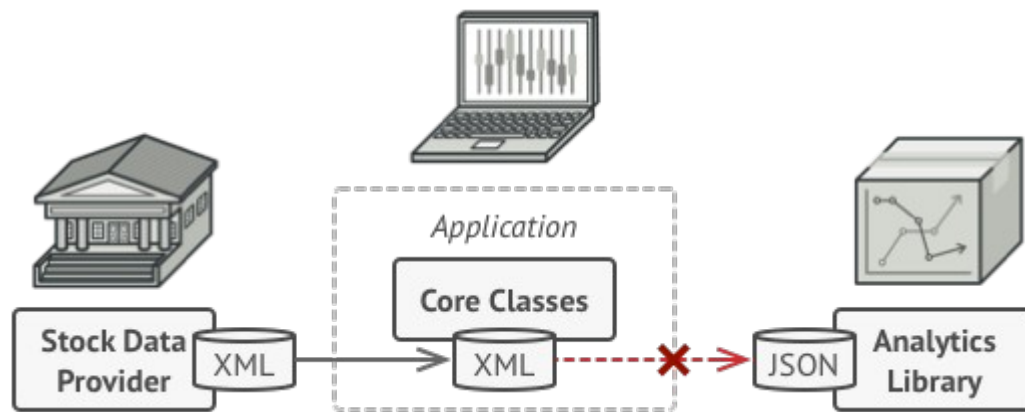 Application
Core Classes
Stock Data
Provider
XML
XML
JSON
Analytics
Library